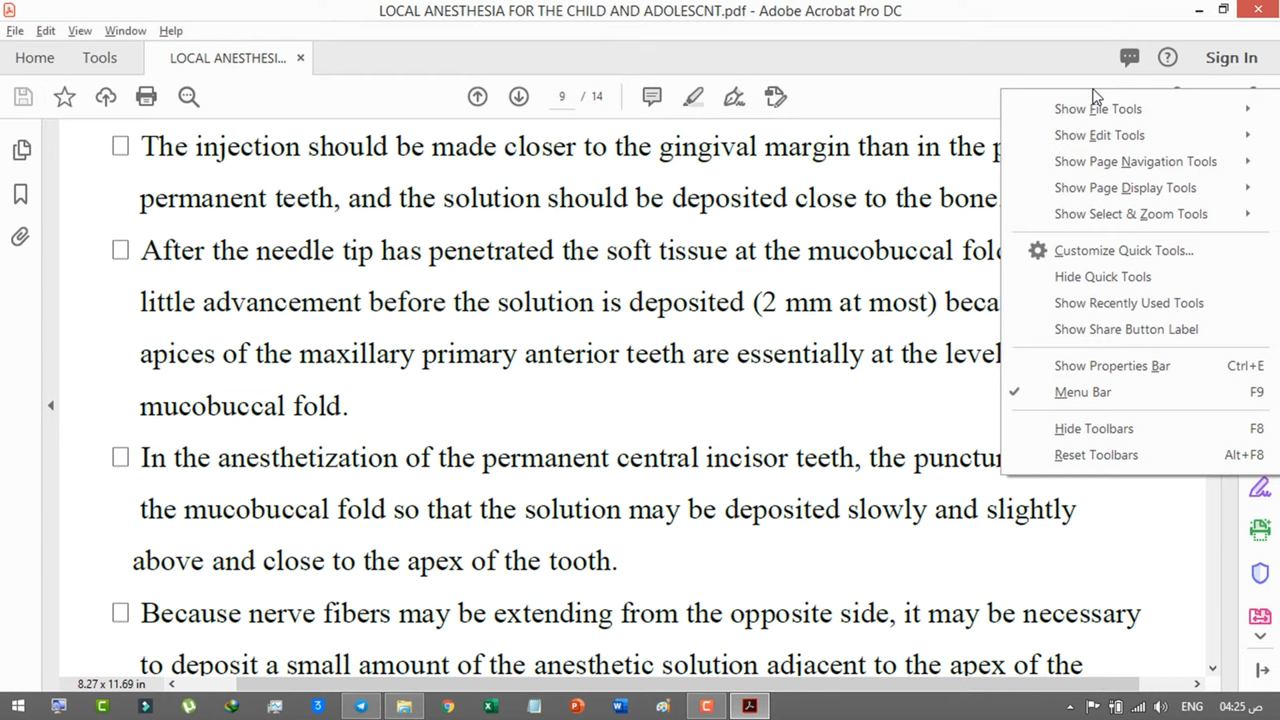 LOCAL ANESTHESIA FOR THE CHILD AND ADOLESCNT.pdf - Adobe Acrobat Pro DC
File Edit View Window Help
Home Tools LOCAL ANESTHESI... × Sign In
9 / 14
The injection should be made closer to the gingival margin than in the
permanent teeth, and the solution should be deposited close to the bone.
After the needle tip has penetrated the soft tissue at the mucobuccal
little advancement before the solution is deposited (2 mm at most)
apices of the maxillary primary anterior teeth are essentially at the level
mucobuccal fold.
In the anesthetization of the permanent central incisor teeth, the
the mucobuccal fold so that the solution may be deposited slowly and slightly
above and close to the apex of the tooth.
Because nerve fibers may be extending from the opposite side, it may be necessary
to deposit a small amount of the anesthetic solution adjacent to the apex of the
Show File Tools
Show Edit Tools
Show Page Navigation Tools
Show Page Display Tools
Show Select & Zoom Tools
Customize Quick Tools...
Hide Quick Tools
Show Recently Used Tools
Show Share Button Label
Show Properties Bar Ctrl+E
Menu Bar F9
Hide Toolbars F8
Reset Toolbars Alt+F8
8.27 x 11.69 in
ENG 04:25 ص